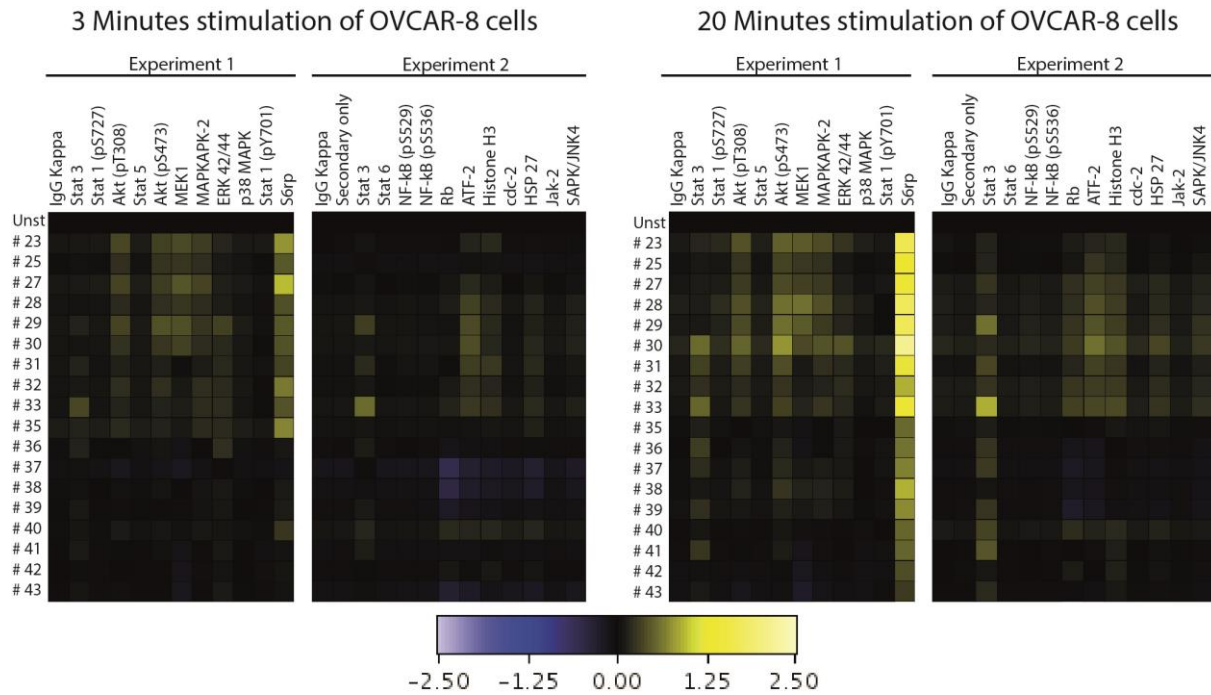 3 Minutes stimulation of OVCAR-8 cells
20 Minutes stimulation of OVCAR-8 cells
Experiment 1
Experiment 2
Experiment 1
Experiment 2
IgG Kappa
Stat 3
Stat 1 (pS727)
Akt (pT308)
Stat 5
Akt (pS473)
MEK1
MAPKAPK-2
ERK 42/44
p38 MAPK
Stat 1 (pY701)
S6rp
IgG Kappa
Secondary only
Stat 3
Stat 6
NF-kB (pS529)
NF-kB (pS536)
Rb
ATF-2
Histone H3
cdc-2
HSP 27
Jak-2
SAPK/JNK4
IgG Kappa
Stat 3
Stat 1 (pS727)
Akt (pT308)
Stat 5
Akt (pS473)
MEK1
MAPKAPK-2
ERK 42/44
p38 MAPK
Stat 1 (pY701)
S6rp
IgG Kappa
Secondary only
Stat 3
Stat 6
NF-kB (pS529)
NF-kB (pS536)
Rb
ATF-2
Histone H3
cdc-2
HSP 27
Jak-2
SAPK/JNK4
Unst
# 23
# 25
# 27
# 28
# 29
# 30
# 31
# 32
# 33
# 35
# 36
# 37
# 38
# 39
# 40
# 41
# 42
# 43
Unst
# 23
# 25
# 27
# 28
# 29
# 30
# 31
# 32
# 33
# 35
# 36
# 37
# 38
# 39
# 40
# 41
# 42
# 43
-2.50 -1.25 0.00 1.25 2.50